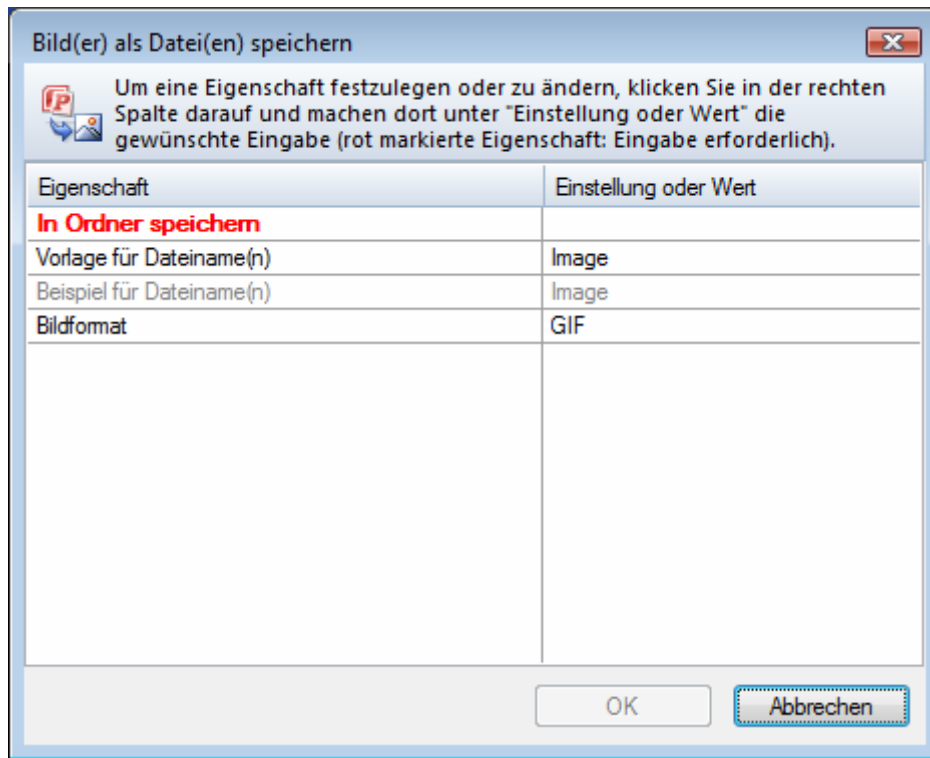 Bild(er) als Datei(en) speichern
Um eine Eigenschaft festzulegen oder zu ändern, klicken Sie in der rechten
Spalte darauf und machen dort unter "Einstellung oder Wert" die
gewünschte Eingabe (rot markierte Eigenschaft: Eingabe erforderlich).
Eigenschaft Einstellung oder Wert
In Ordner speichern
Vorlage für Dateiname(n) Image
Beispiel für Dateiname(n) Image
Bildformat GIF
OK Abbrechen